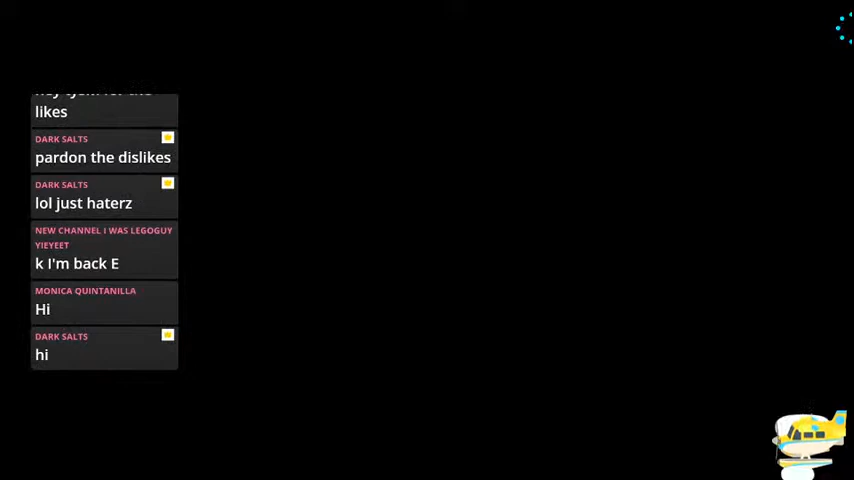 likes
DARK SALTS
pardon the dislikes
DARK SALTS
lol just haterz
NEW CHANNEL I WAS LEGOGUY
YIEYEET
k I'm back E
MONICA QUINTANILLA
Hi
DARK SALTS
hi